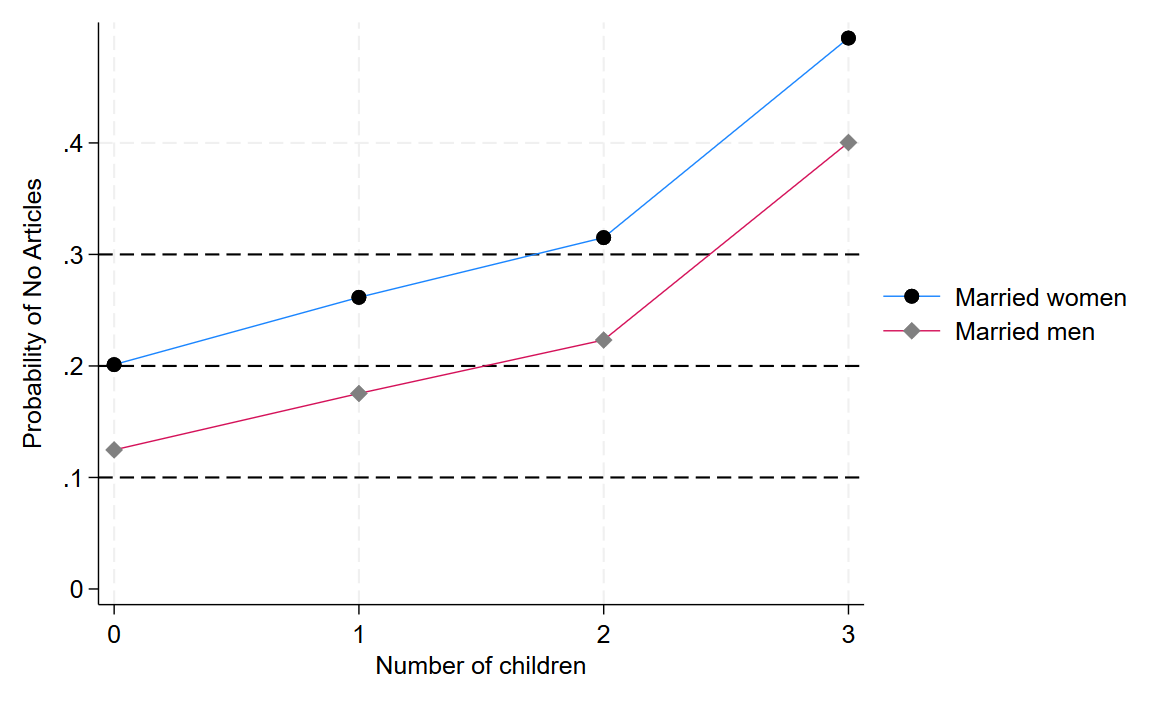 Probability of No Articles
.4
.3
.2
.1
0
0 1 2 3
Number of children
Married women
Married men